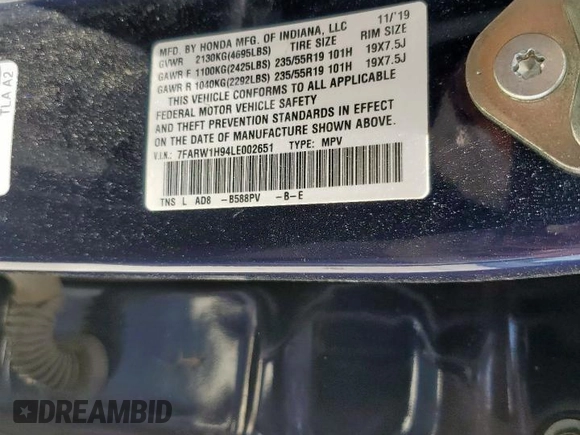 MFD. BY HONDA MFG. OF INDIANA, LLC 11/'19
GVWR 2130KG(4695LBS) TIRE SIZE RIM SIZE
GAWR F 1100KG(2425LBS) 235/55R19 101H 19X7.5J
GAWR R 1040KG(2292LBS) 235/55R19 101H 19X7.5J
THIS VEHICLE CONFORMS TO ALL APPLICABLE
FEDERAL MOTOR VEHICLE SAFETY
AND THEFT PREVENTION STANDARDS IN EFFECT
ON THE DATE OF MANUFACTURE SHOWN ABOVE.
V.I.N.: 7FARW1H94LE002651 TYPE: MPV
TNS L AD8 -B588PV -B-E
TLA A2
DREAMBID